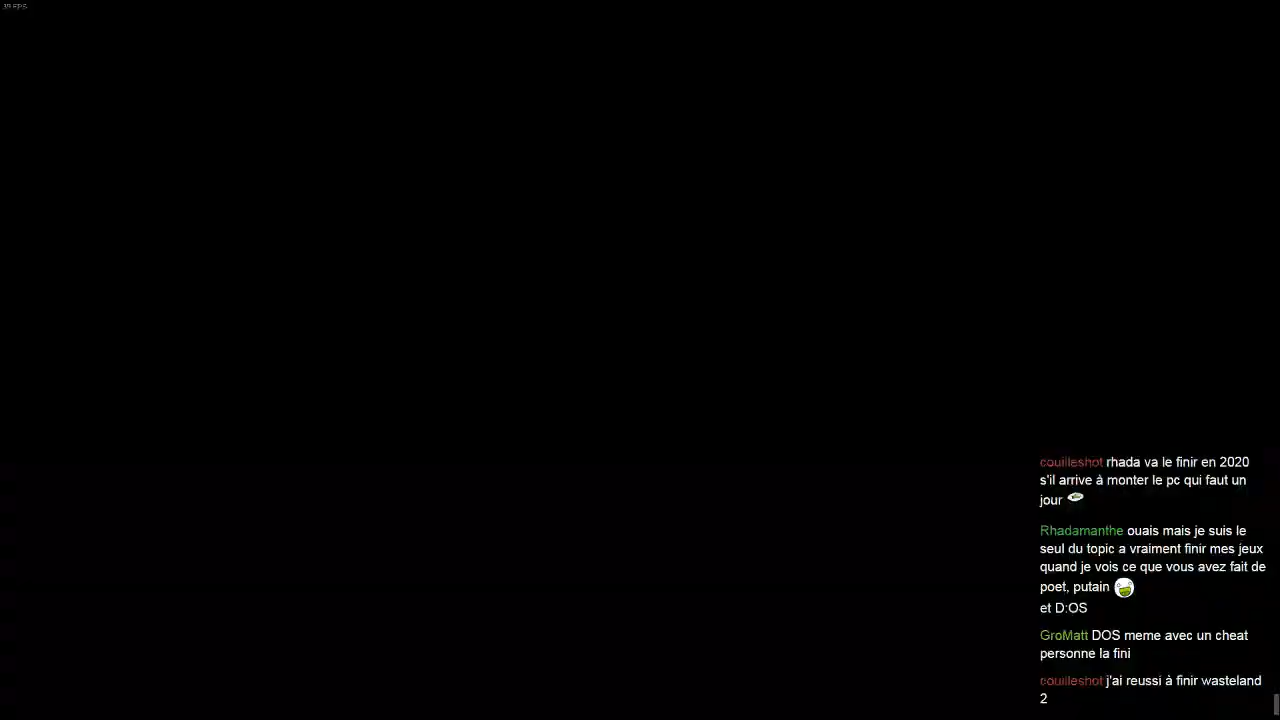 couilleshot rhada va le finir en 2020
s'il arrive à monter le pc qui faut un
jour
Rhadamanthe ouais mais je suis le
seul du topic a vraiment finir mes jeux
quand je vois ce que vous avez fait de
poet, putain
et D:OS
GroMatt DOS meme avec un cheat
personne la fini
couilleshot j'ai reussi à finir wasteland
2